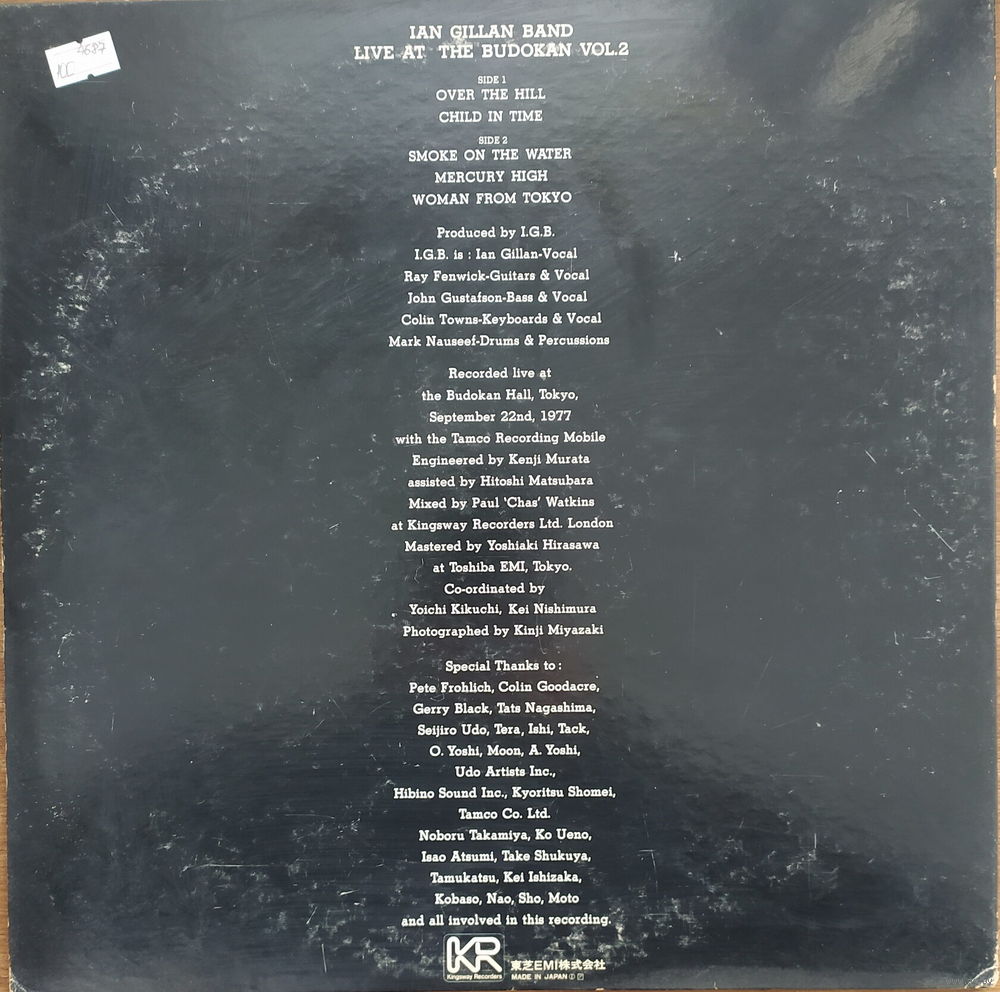 4687
10C
IAN GILLAN BAND
LIVE AT THE BUDOKAN VOL.2
SIDE 1
OVER THE HILL
CHILD IN TIME
SIDE 2
SMOKE ON THE WATER
MERCURY HIGH
WOMAN FROM TOKYO
Produced by I.G.B.
I.G.B. is : Ian Gillan-Vocal
Ray Fenwick-Guitars & Vocal
John Gustafson-Bass & Vocal
Colin Towns-Keyboards & Vocal
Mark Nauseef-Drums & Percussions
Recorded live at
the Budokan Hall, Tokyo,
September 22nd, 1977
with the Tamco Recording Mobile
Engineered by Kenji Murata
assisted by Hitoshi Matsubara
Mixed by Paul 'Chas' Watkins
at Kingsway Recorders Ltd. London
Mastered by Yoshiaki Hirasawa
at Toshiba EMI, Tokyo.
Co-ordinated by
Yoichi Kikuchi, Kei Nishimura
Photographed by Kinji Miyazaki
Special Thanks to :
Pete Frohlich, Colin Goodacre,
Gerry Black, Tats Nagashima,
Seijiro Udo, Tera, Ishi, Tack,
O. Yoshi, Moon, A. Yoshi,
Udo Artists Inc.,
Hibino Sound Inc., Kyoritsu Shomei,
Tamco Co. Ltd.
Noboru Takamiya, Ko Ueno,
Isao Atsumi, Take Shukuya,
Tamukatsu, Kei Ishizaka,
Kobaso, Nao, Sho, Moto
and all involved in this recording.
KR
Kingsway Recorders
東芝EMI株式会社
MADE IN JAPAN